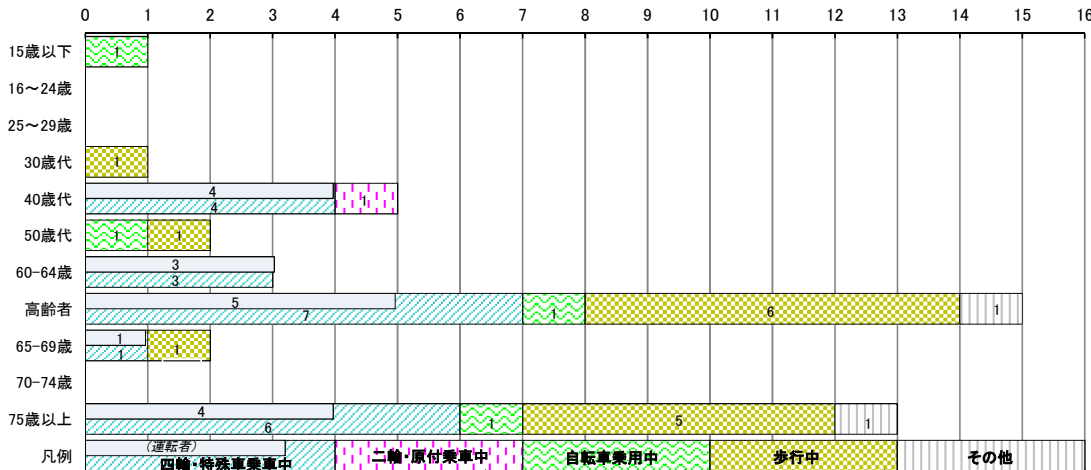 0 1 2 3 4 5 6 7 8 9 10 11 12 13 14 15 16
15歳以下 1
16～24歳
25～29歳
30歳代 1
40歳代 4 4 1
50歳代 1 1
60-64歳 3 3
高齢者 5 7 1 6 1
65-69歳 1 1 1
70-74歳
75歳以上 4 6 1 5 1
凡例 (運転者) 四輪・特殊車乗車中 二輪・原付乗車中 自転車乗用中 歩行中 その他